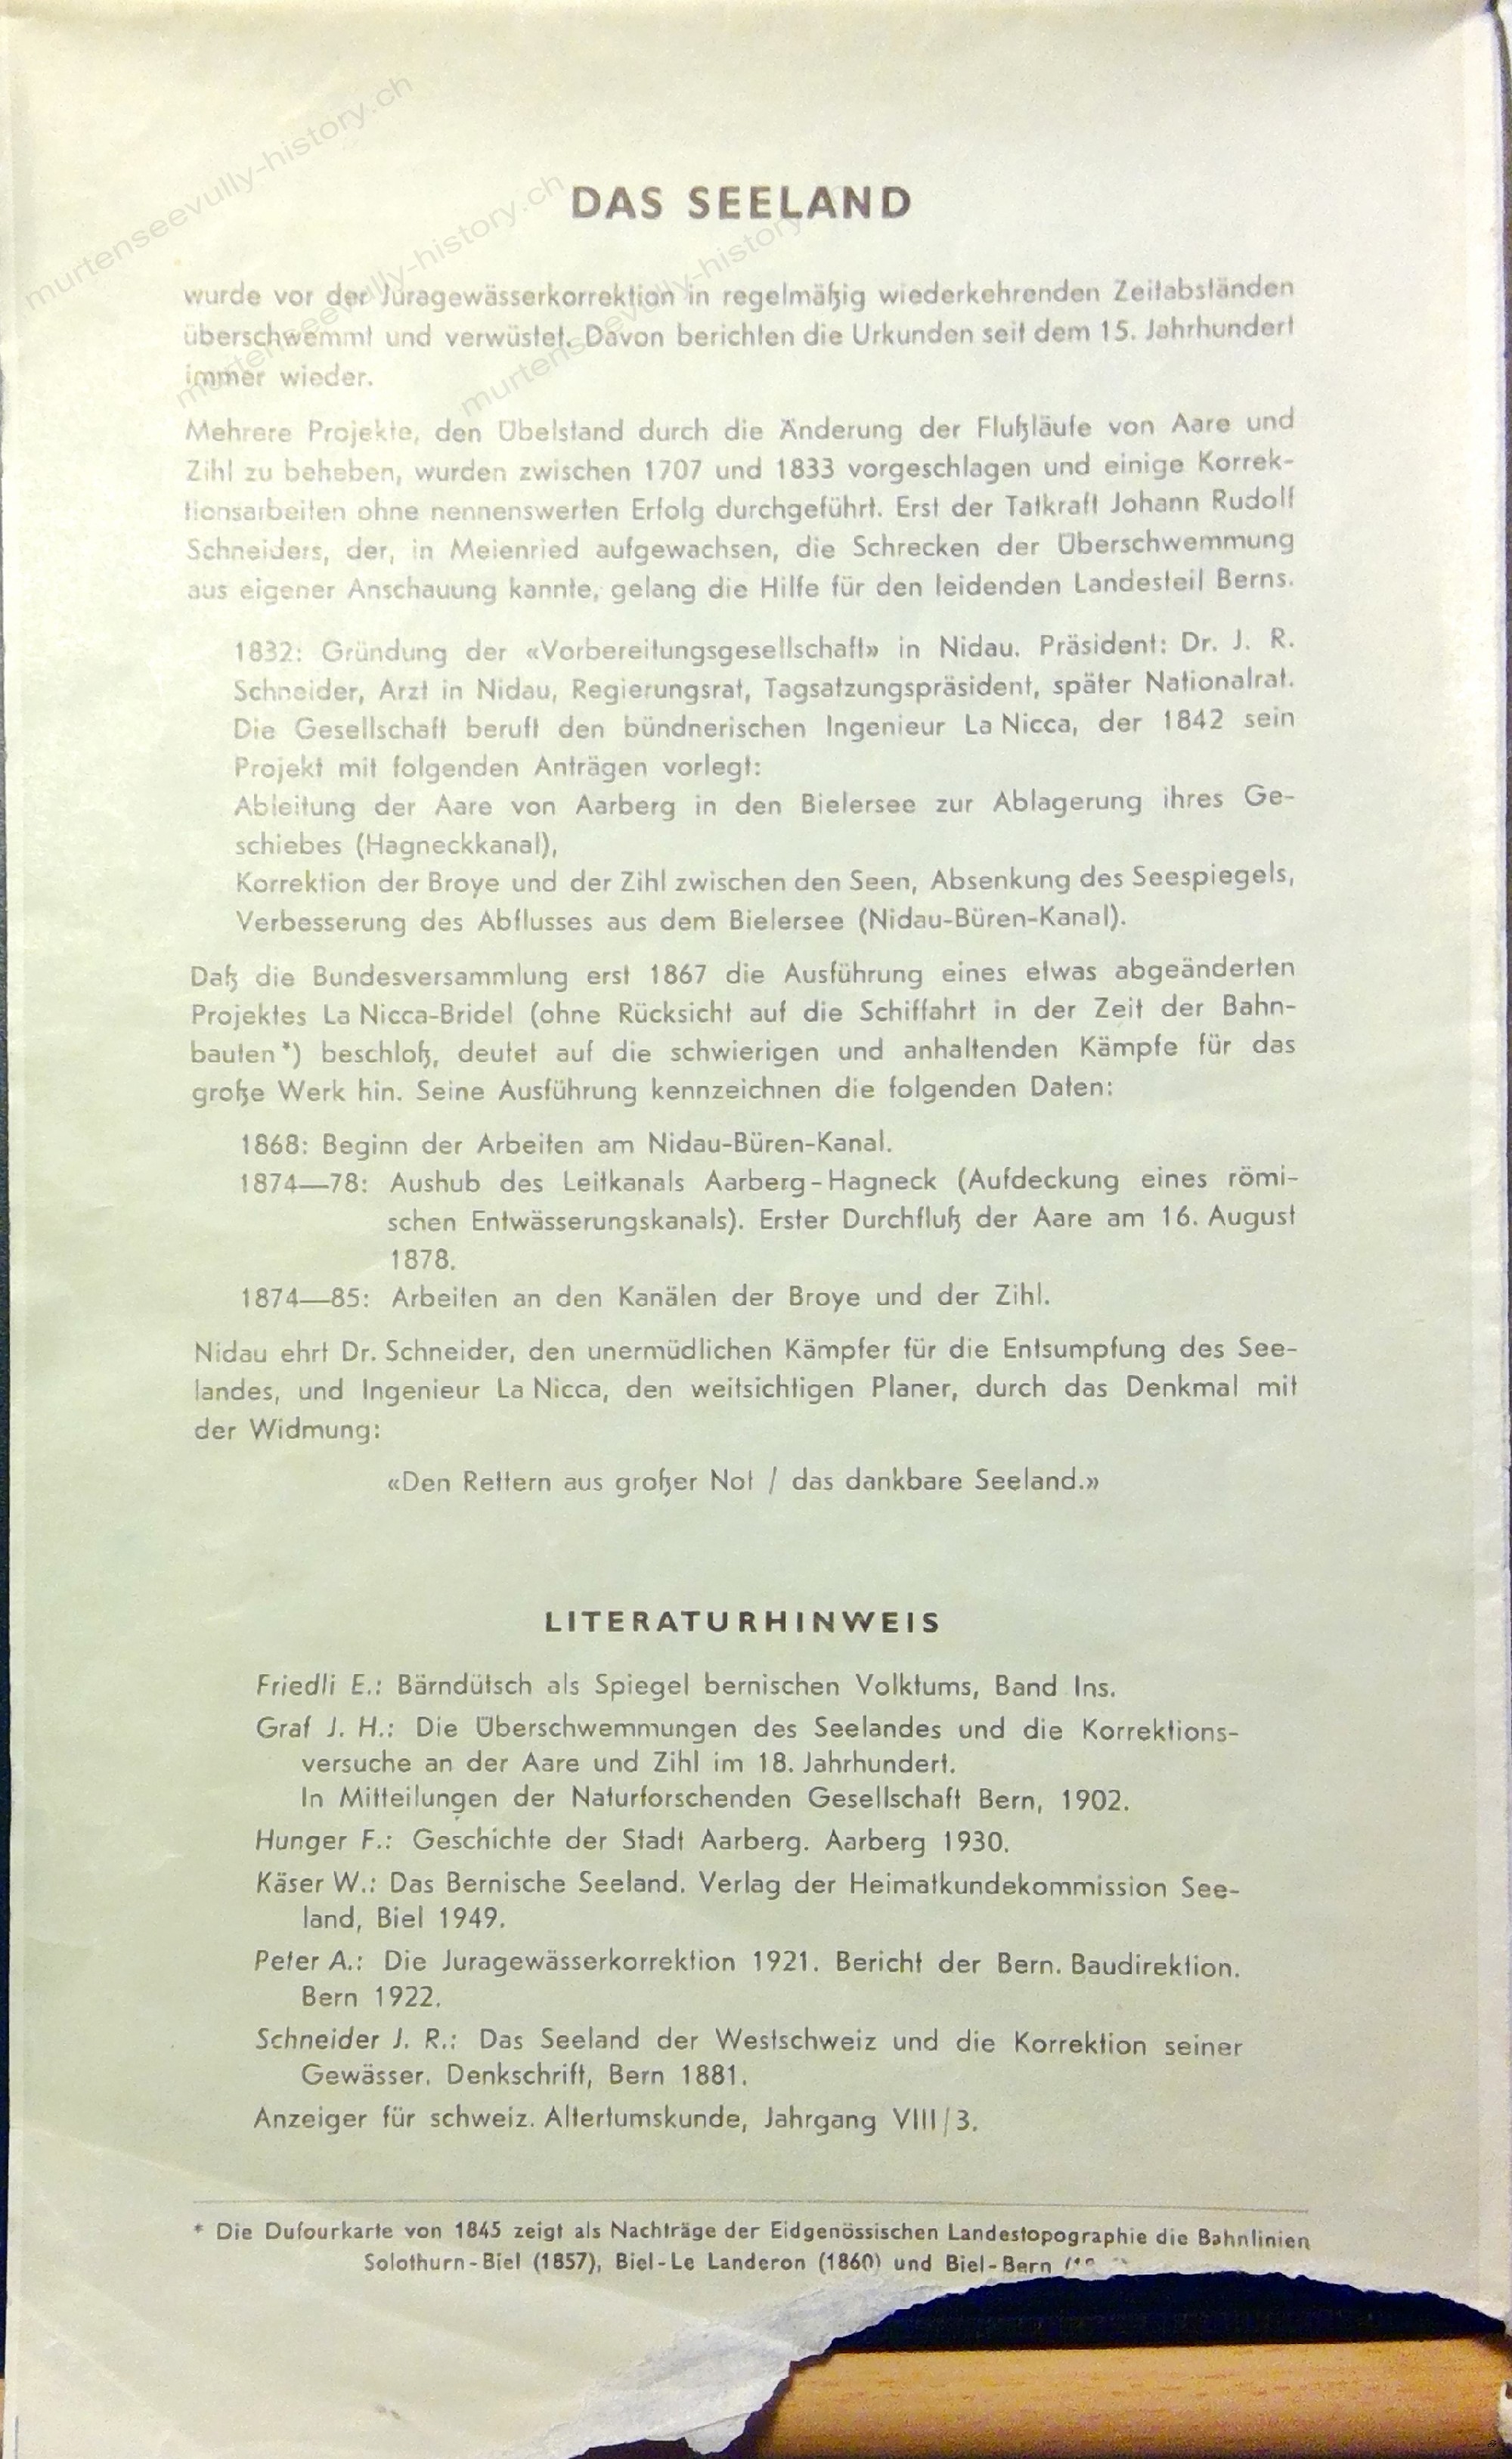 DAS SEELAND
wurde vor der Juragewässerkorrektion in regelmäßig wiederkehrenden Zeitabständen
überschwemmt und verwüstet. Davon berichten die Urkunden seit dem 15. Jahrhundert
immer wieder.
Mehrere Projekte, den Übelstand durch die Änderung der Flußläufe von Aare und
Zihl zu beheben, wurden zwischen 1707 und 1833 vorgeschlagen und einige Korrek-
tionsarbeiten ohne nennenswerten Erfolg durchgeführt. Erst der Tatkraft Johann Rudolf
Schneiders, der, in Meienried aufgewachsen, die Schrecken der Überschwemmung
aus eigener Anschauung kannte, gelang die Hilfe für den leidenden Landesteil Berns.
1832: Gründung der «Vorbereitungsgesellschaft» in Nidau. Präsident: Dr. J. R.
Schneider, Arzt in Nidau, Regierungsrat, Tagsatzungspräsident, später Nationalrat.
Die Gesellschaft beruft den bündnerischen Ingenieur La Nicca, der 1842 sein
Projekt mit folgenden Anträgen vorlegt:
Ableitung der Aare von Aarberg in den Bielersee zur Ablagerung ihres Ge-
schiebes (Hagneckkanal),
Korrektion der Broye und der Zihl zwischen den Seen, Absenkung des Seespiegels,
Verbesserung des Abflusses aus dem Bielersee (Nidau-Büren-Kanal).
Daß die Bundesversammlung erst 1867 die Ausführung eines etwas abgeänderten
Projektes La Nicca-Bridel (ohne Rücksicht auf die Schiffahrt in der Zeit der Bahn-
bauten*) beschloß, deutet auf die schwierigen und anhaltenden Kämpfe für das
große Werk hin. Seine Ausführung kennzeichnen die folgenden Daten:
1868: Beginn der Arbeiten am Nidau-Büren-Kanal.
1874—78: Aushub des Leitkanals Aarberg-Hagneck (Aufdeckung eines römi-
schen Entwässerungskanals). Erster Durchfluß der Aare am 16. August
1878.
1874—85: Arbeiten an den Kanälen der Broye und der Zihl.
Nidau ehrt Dr. Schneider, den unermüdlichen Kämpfer für die Entsumpfung des See-
landes, und Ingenieur La Nicca, den weitsichtigen Planer, durch das Denkmal mit
der Widmung:
«Den Rettern aus großer Not / das dankbare Seeland.»
LITERATURHINWEIS
Friedli E.: Bärndütsch als Spiegel bernischen Volktums, Band Ins.
Graf J. H.: Die Überschwemmungen des Seelandes und die Korrektions-
versuche an der Aare und Zihl im 18. Jahrhundert.
In Mitteilungen der Naturforschenden Gesellschaft Bern, 1902.
Hunger F.: Geschichte der Stadt Aarberg. Aarberg 1930.
Käser W.: Das Bernische Seeland. Verlag der Heimatkundekommission See-
land, Biel 1949.
Peter A.: Die Juragewässerkorrektion 1921. Bericht der Bern. Baudirektion.
Bern 1922.
Schneider J. R.: Das Seeland der Westschweiz und die Korrektion seiner
Gewässer. Denkschrift, Bern 1881.
Anzeiger für schweiz. Altertumskunde, Jahrgang VIII/3.
* Die Dufourkarte von 1845 zeigt als Nachträge der Eidgenössischen Landestopographie die Bahnlinien
Solothurn-Biel (1857), Biel-Le Landeron (1860) und Biel-Bern
murtenseevully-history.ch
murtenseevully-history.ch
murtenseevully-history